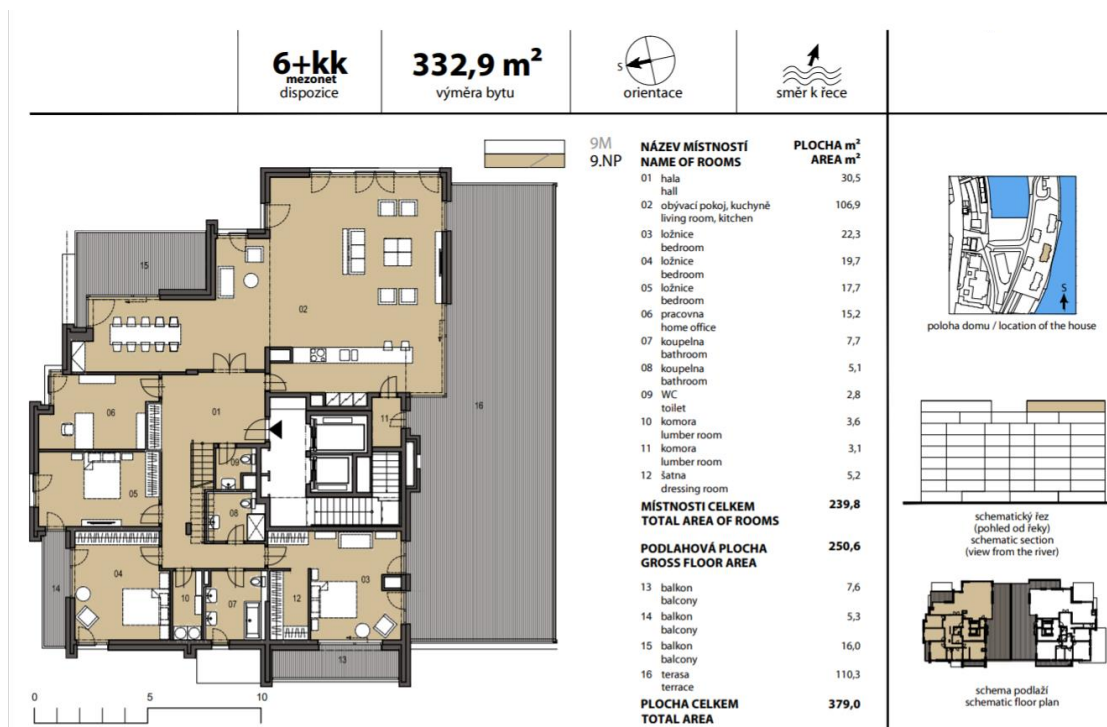 6+kk
mezonet
dispozice
332,9 m²
výměra bytu
S
orientace
směr k řece
9M
9.NP
NÁZEV MÍSTNOSTÍ PLOCHA m²
NAME OF ROOMS AREA m²
01 hala 30,5
hall
02 obývací pokoj, kuchyně 106,9
living room, kitchen
03 ložnice 22,3
bedroom
04 ložnice 19,7
bedroom
05 ložnice 17,7
bedroom
06 pracovna 15,2
home office
07 koupelna 7,7
bathroom
08 koupelna 5,1
bathroom
09 WC 2,8
toilet
10 komora 3,6
lumber room
11 komora 3,1
lumber room
12 šatna 5,2
dressing room
MÍSTNOSTI CELKEM 239,8
TOTAL AREA OF ROOMS
PODLAHOVÁ PLOCHA 250,6
GROSS FLOOR AREA
13 balkon 7,6
balcony
14 balkon 5,3
balcony
15 balkon 16,0
balcony
16 terasa 110,3
terrace
PLOCHA CELKEM 379,0
TOTAL AREA
15
02
16
06
01
11
09
05
08
04
10
07
12
03
14
13
0 5 10
S
poloha domu / location of the house
schematický řez
(pohled od řeky)
schematic section
(view from the river)
schema podlaží
schematic floor plan